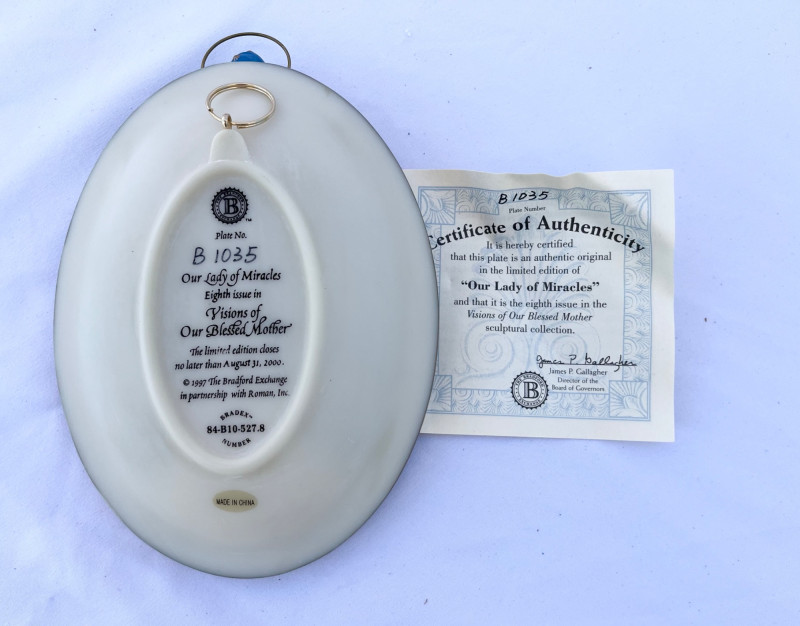 B
TM
Plate No.
B 1035
Our Lady of Miracles
Eighth issue in
Visions of
Our Blessed Mother
The limited edition closes
no later than August 31, 2000.
© 1997 The Bradford Exchange
in partnership with Roman, Inc.
BRADEX™
84-B10-527.8
NUMBER
MADE IN CHINA
B 1035
Plate Number
Certificate of Authenticity
It is hereby certified
that this plate is an authentic original
in the limited edition of
“Our Lady of Miracles”
and that it is the eighth issue in the
Visions of Our Blessed Mother
sculptural collection.
James P. Gallagher
James P. Gallagher
Director of the
Board of Governors
B